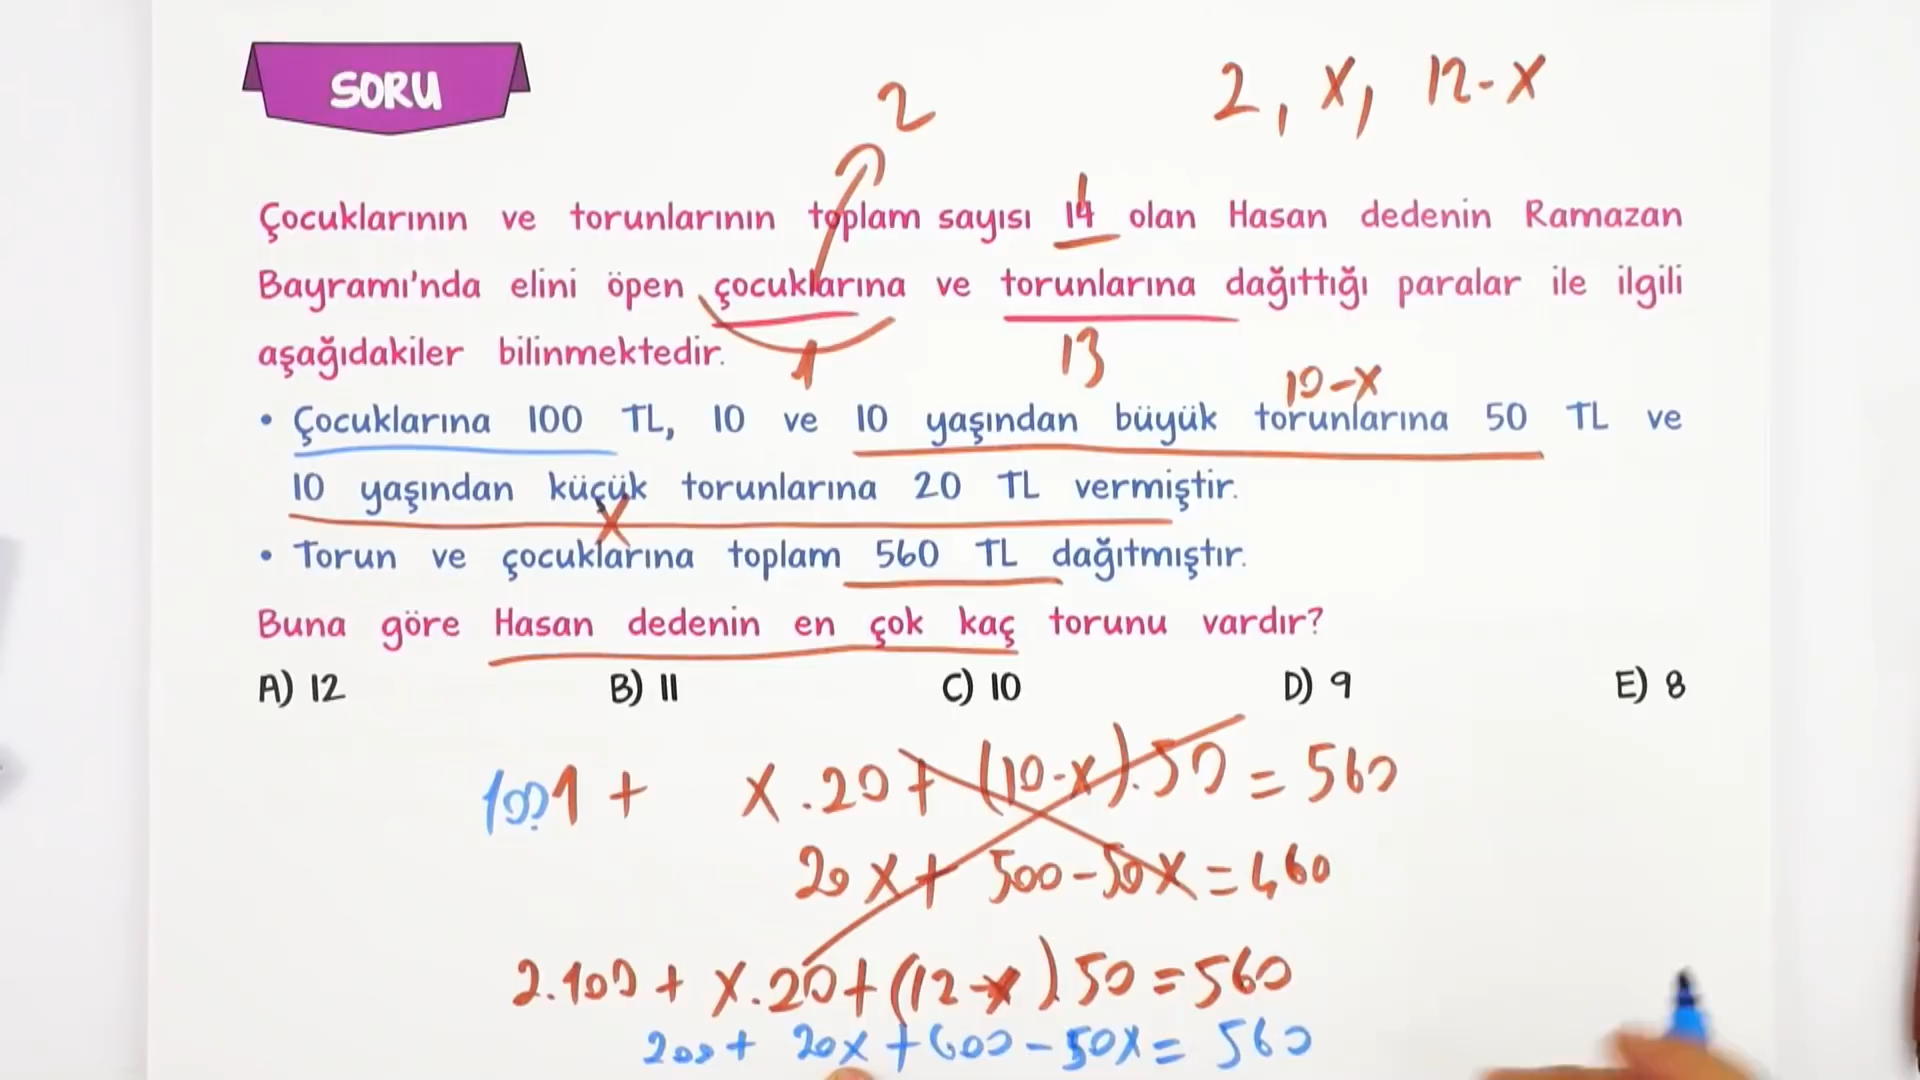 SORU
2
2, x, 12-x
Çocuklarının ve torunlarının toplam sayısı 14 olan Hasan dedenin Ramazan
Bayramı'nda elini öpen çocuklarına ve torunlarına dağıttığı paralar ile ilgili
aşağıdakiler bilinmektedir.
1
13
10-x
• Çocuklarına 100 TL, 10 ve 10 yaşından büyük torunlarına 50 TL ve
10 yaşından küçük torunlarına 20 TL vermiştir.
x
• Torun ve çocuklarına toplam 560 TL dağıtmıştır.
Buna göre Hasan dedenin en çok kaç torunu vardır?
A) 12 B) 11 C) 10 D) 9 E) 8
100.1 + x.20+(10-x).50=560
20x+500-50x=460
2.100+x.20+(12-x)50=560
200+20x+600-50x=560